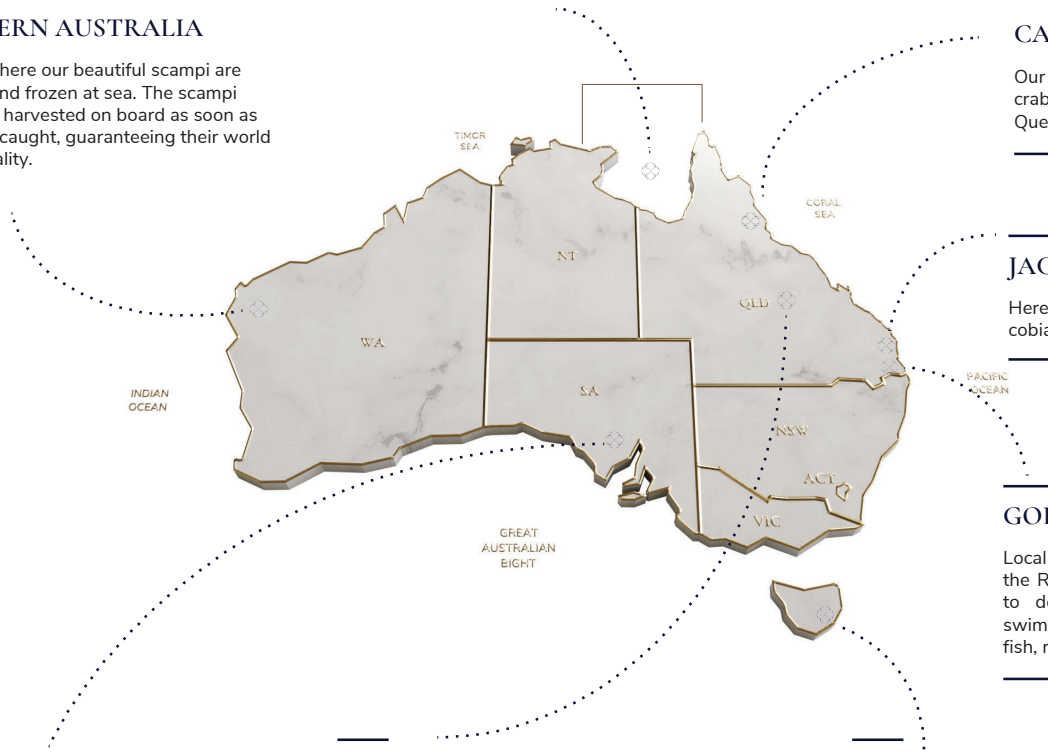 ERN AUSTRALIA
here our beautiful scampi are
nd frozen at sea. The scampi
harvested on board as soon as
caught, guaranteeing their world
ality.
CA
Our
crab
Que
TIMOR
SEA
CORAL
SEA
JAC
Here
cobia
NT
QLD
WA
INDIAN
OCEAN
SA
PACIFIC
OCEAN
NSW
ACT
VIC
GREAT
AUSTRALIAN
BIGHT
GOL
Local
the R
to de
swim
fish, r